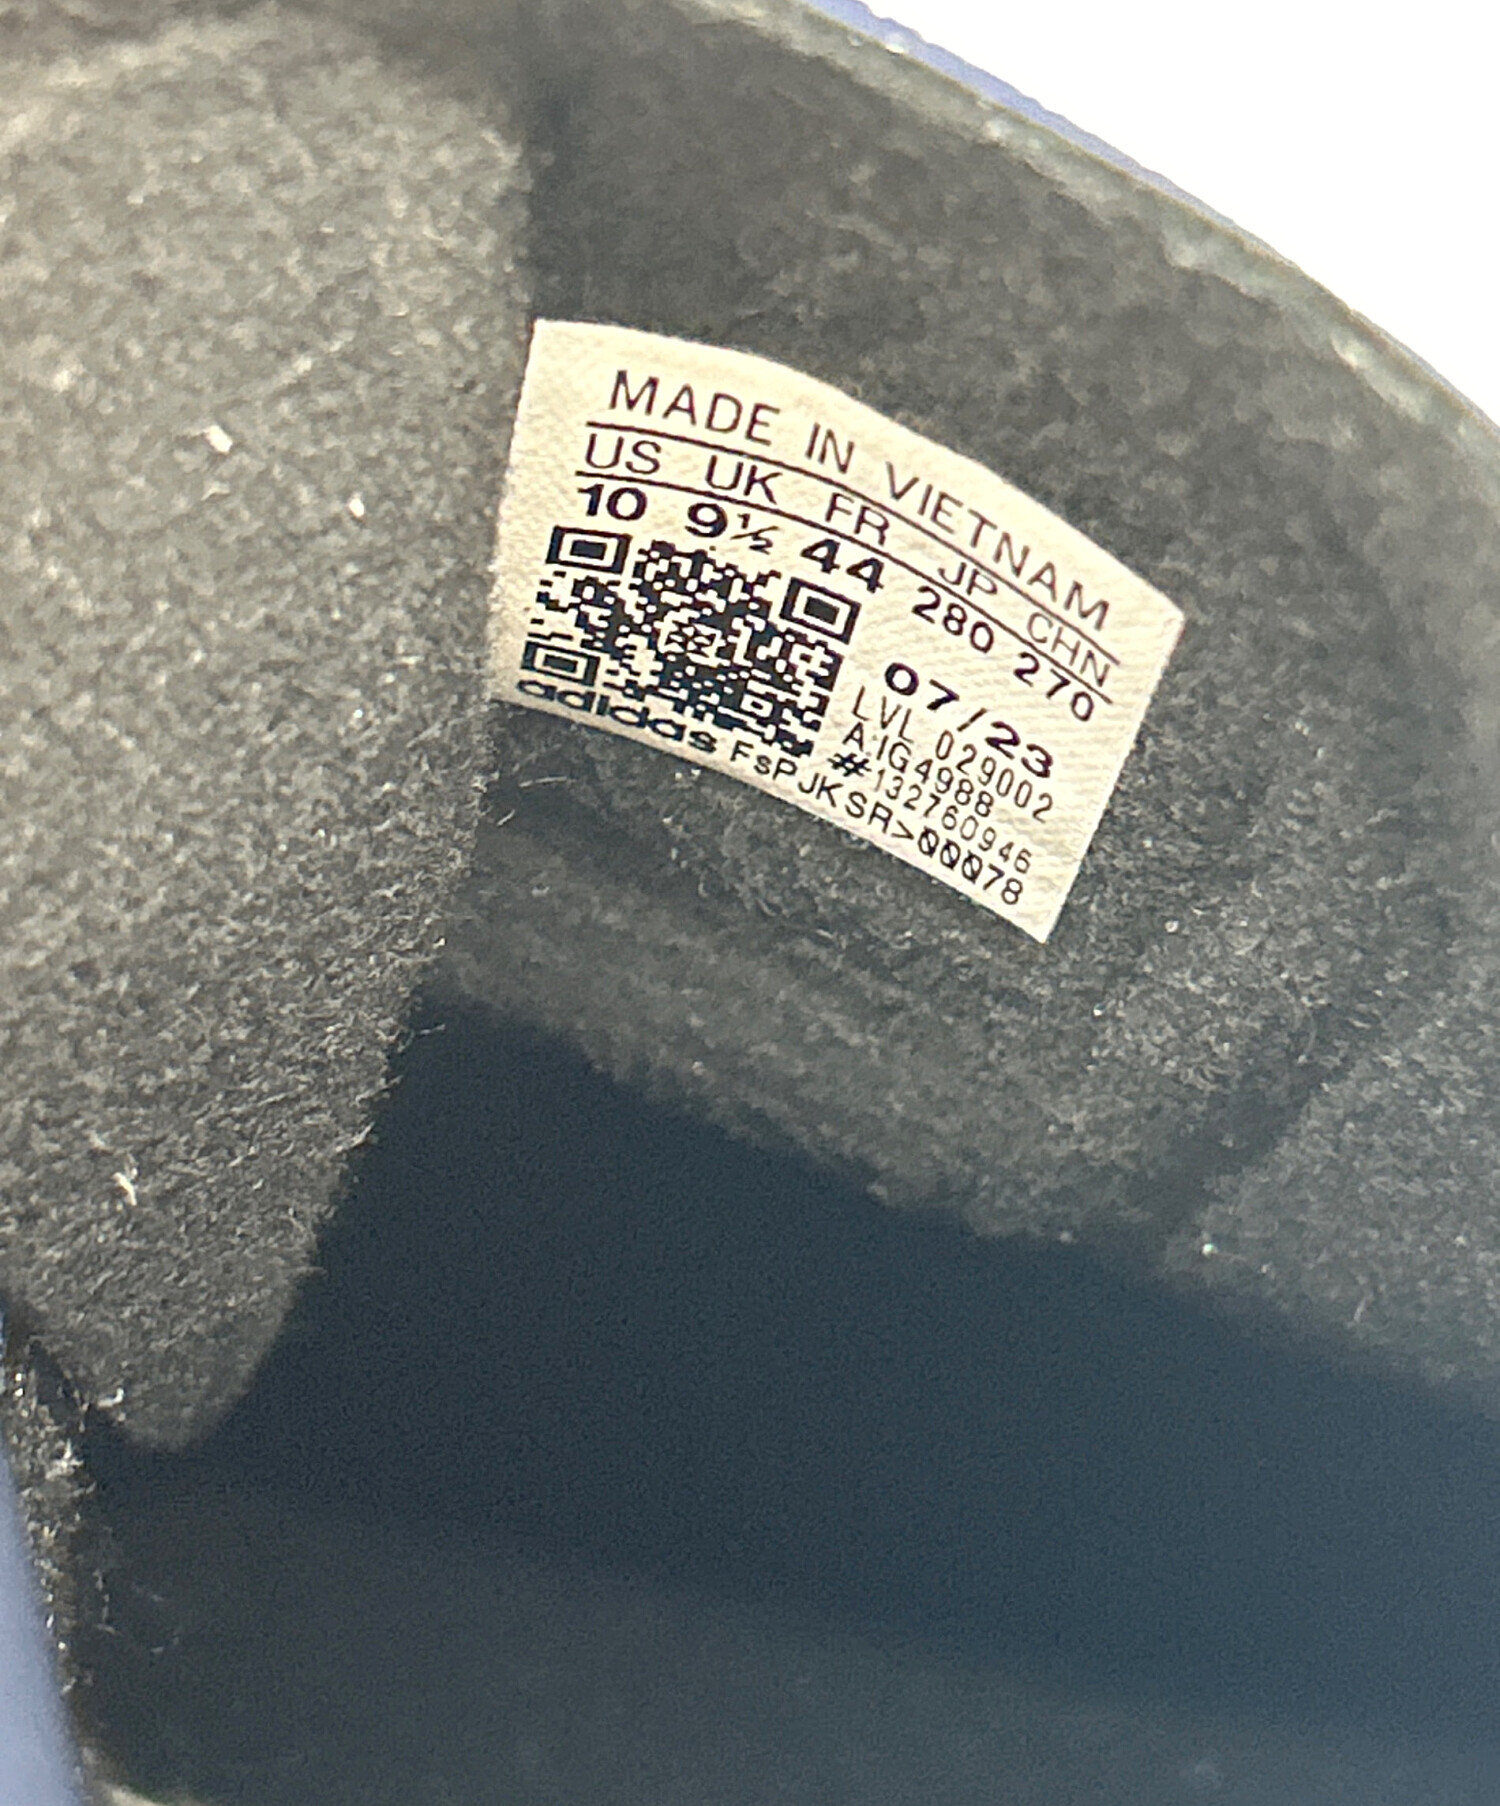 MADE IN VIETNAM
US UK FR JP CHN
10 9½ 44 280 270
07/23
LVL 029002
A.IG4988
#132760946
adidas FsPJKSR>00078